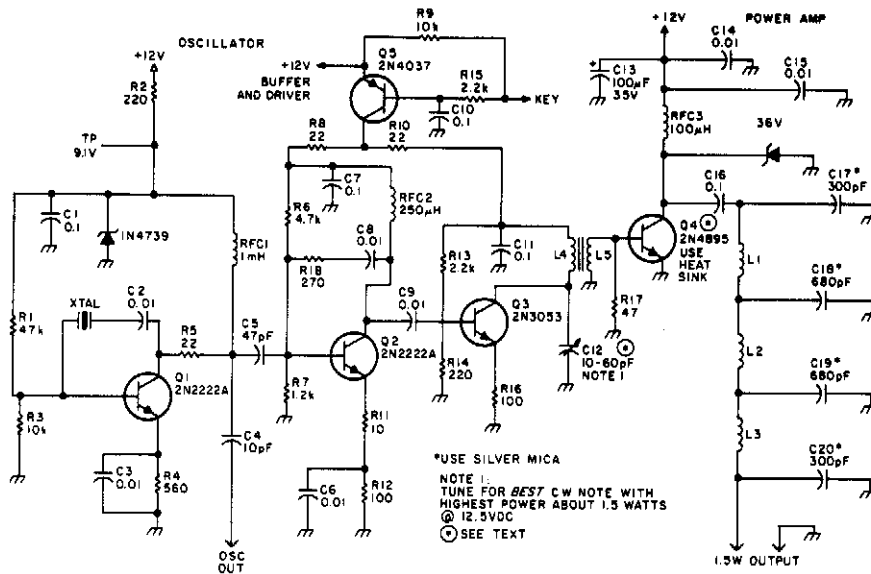 OSCILLATOR
+12V
R2
220
TP
9.1V
C1
0.1
1N4739
RFC1
1mH
R1
47k
XTAL
C2
0.01
R5
22
C5
47pF
Q1
2N2222A
R3
10k
C3
0.01
R4
560
C4
10pF
OSC
OUT
R9
10k
+12V
Q5
2N4037
BUFFER
AND DRIVER
R15
2.2k
KEY
C10
0.1
R8
22
R10
22
C7
0.1
RFC2
250µH
R6
4.7k
C8
0.01
R18
270
C9
0.01
Q2
2N2222A
R7
1.2k
R11
10
C6
0.01
R12
100
R13
2.2k
C11
0.1
L4
L5
Q3
2N3053
R14
220
R16
100
C12
10-60pF
NOTE 1
R17
47
POWER AMP
+12V
C14
0.01
C13
100µF
35V
C15
0.01
RFC3
100µH
36V
C16
0.1
C17*
300pF
Q4
2N4895
USE
HEAT
SINK
L1
C18*
680pF
L2
C19*
680pF
L3
C20*
300pF
1.5W OUTPUT
*USE SILVER MICA
NOTE 1:
TUNE FOR BEST CW NOTE WITH
HIGHEST POWER ABOUT 1.5 WATTS
@ 12.5VDC
SEE TEXT